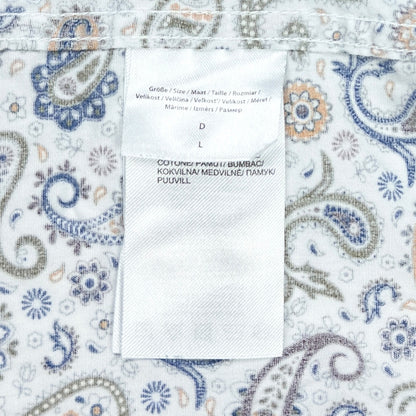 Größe / Size / Maat / Taille / Rozmiar /
Velikost / Veličina / Veľkosť / Velikost / Méret /
Mărime / Izmērs / Размер
D
L
COTONE/ PAMUT/ BUMBAC/
KOKVILNA/ MEDVILNĖ/ ПАМУК/
PUUVILL